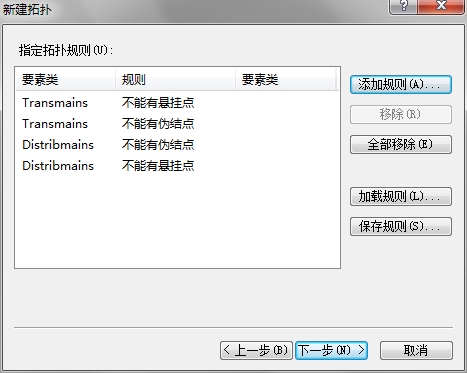 新建拓扑
指定拓扑规则(U):
要素类 规则 要素类
Transmains 不能有悬挂点
Transmains 不能有伪结点
Distribmains 不能有伪结点
Distribmains 不能有悬挂点
添加规则(A)...
移除(R)
全部移除(E)
加载规则(L)...
保存规则(S)...
< 上一步(B) 下一步(N) > 取消